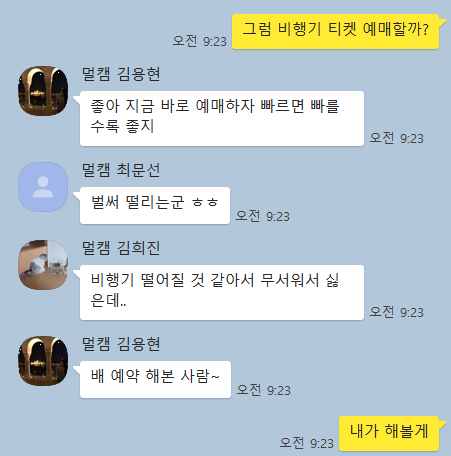 그럼 비행기 티켓 예매할까?
오전 9:23
멀캠 김용현
좋아 지금 바로 예매하자 빠르면 빠를
수록 좋지
오전 9:23
멀캠 최문선
벌써 떨리는군 ㅎㅎ
오전 9:23
멀캠 김희진
비행기 떨어질 것 같아서 무서워서 싫
은데..
오전 9:23
멀캠 김용현
배 예약 해본 사람~
오전 9:23
내가 해볼게
오전 9:23